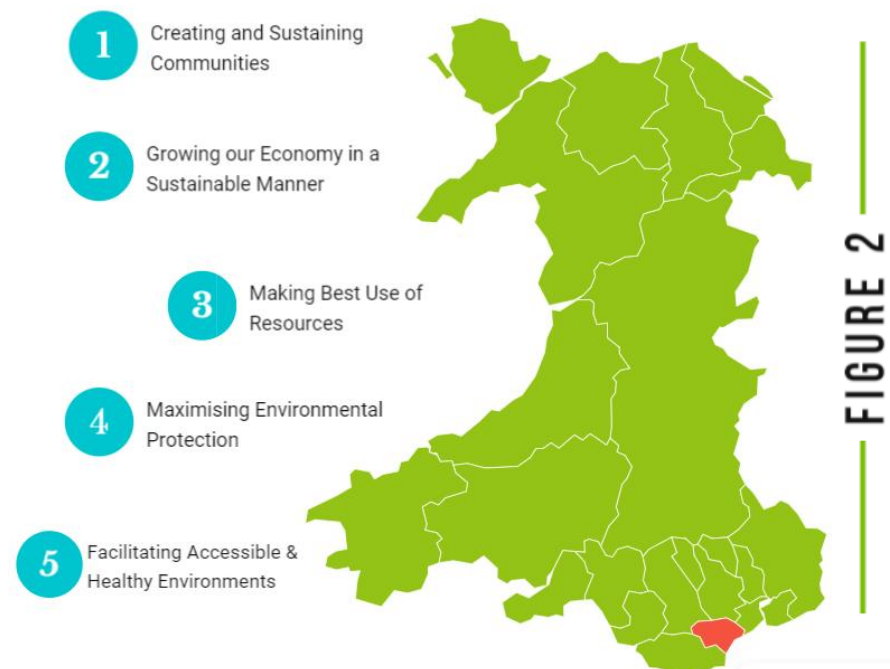 1
Creating and Sustaining
Communities
2
Growing our Economy in a
Sustainable Manner
3
Making Best Use of
Resources
4
Maximising Environmental
Protection
5
Facilitating Accessible &
Healthy Environments
FIGURE 2